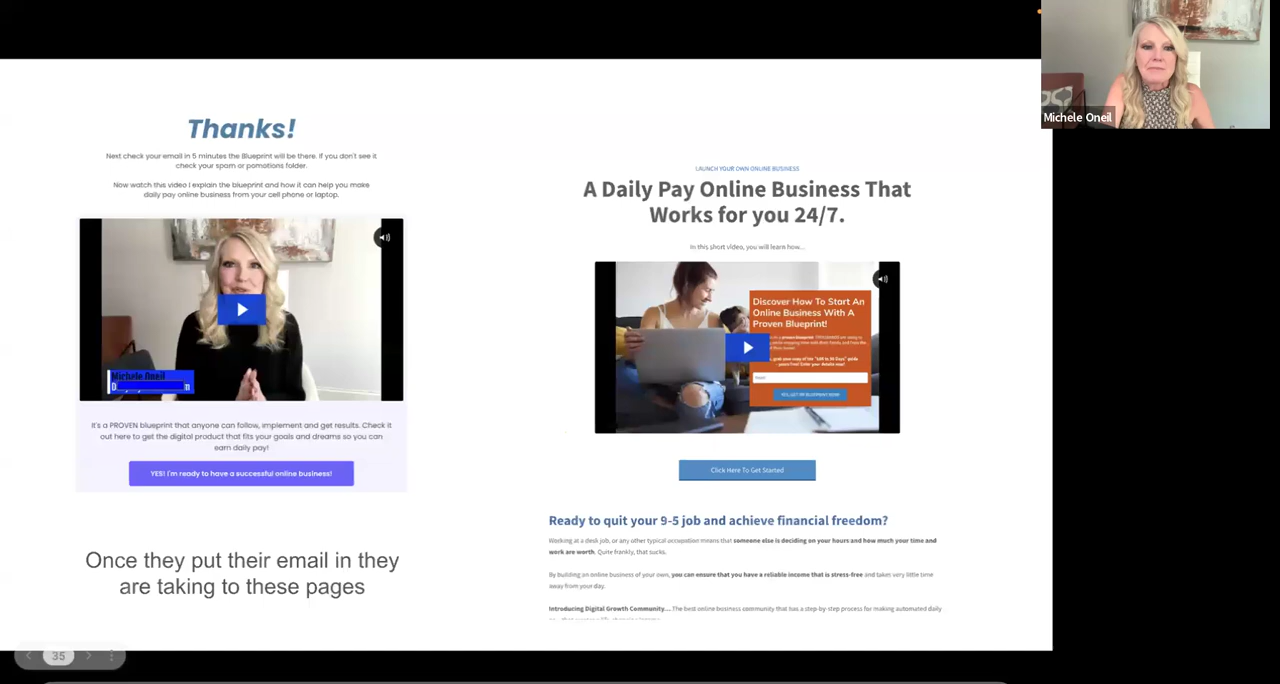 Michele Oneil
Thanks!
Next check your email in 5 minutes the Blueprint will be there. If you don't see it
check your spam or pomotions folder.
Now watch this video I explain the blueprint and how it can help you make
daily pay online business from your cell phone or laptop.
Michele Oneil
It's a PROVEN blueprint that anyone can follow, implement and get results. Check it
out here to get the digital product that fits your goals and dreams so you can
earn daily pay!
YES! I'm ready to have a successful online business!
Once they put their email in they
are taking to these pages
LAUNCH YOUR OWN ONLINE BUSINESS
A Daily Pay Online Business That
Works for you 24/7.
In this short video, you will learn how...
Discover How To Start An
Online Business With A
Proven Blueprint!
YES, GET MY BLUEPRINT NOW!
Click Here To Get Started
Ready to quit your 9-5 job and achieve financial freedom?
Working at a desk job, or any other typical occupation means that someone else is deciding on your hours and how much your time and
work are worth. Quite frankly, that sucks.
By building an online business of your own, you can ensure that you have a reliable income that is stress-free and takes very little time
away from your day.
Introducing Digital Growth Community.... The best online business community that has a step-by-step process for making automated daily
35